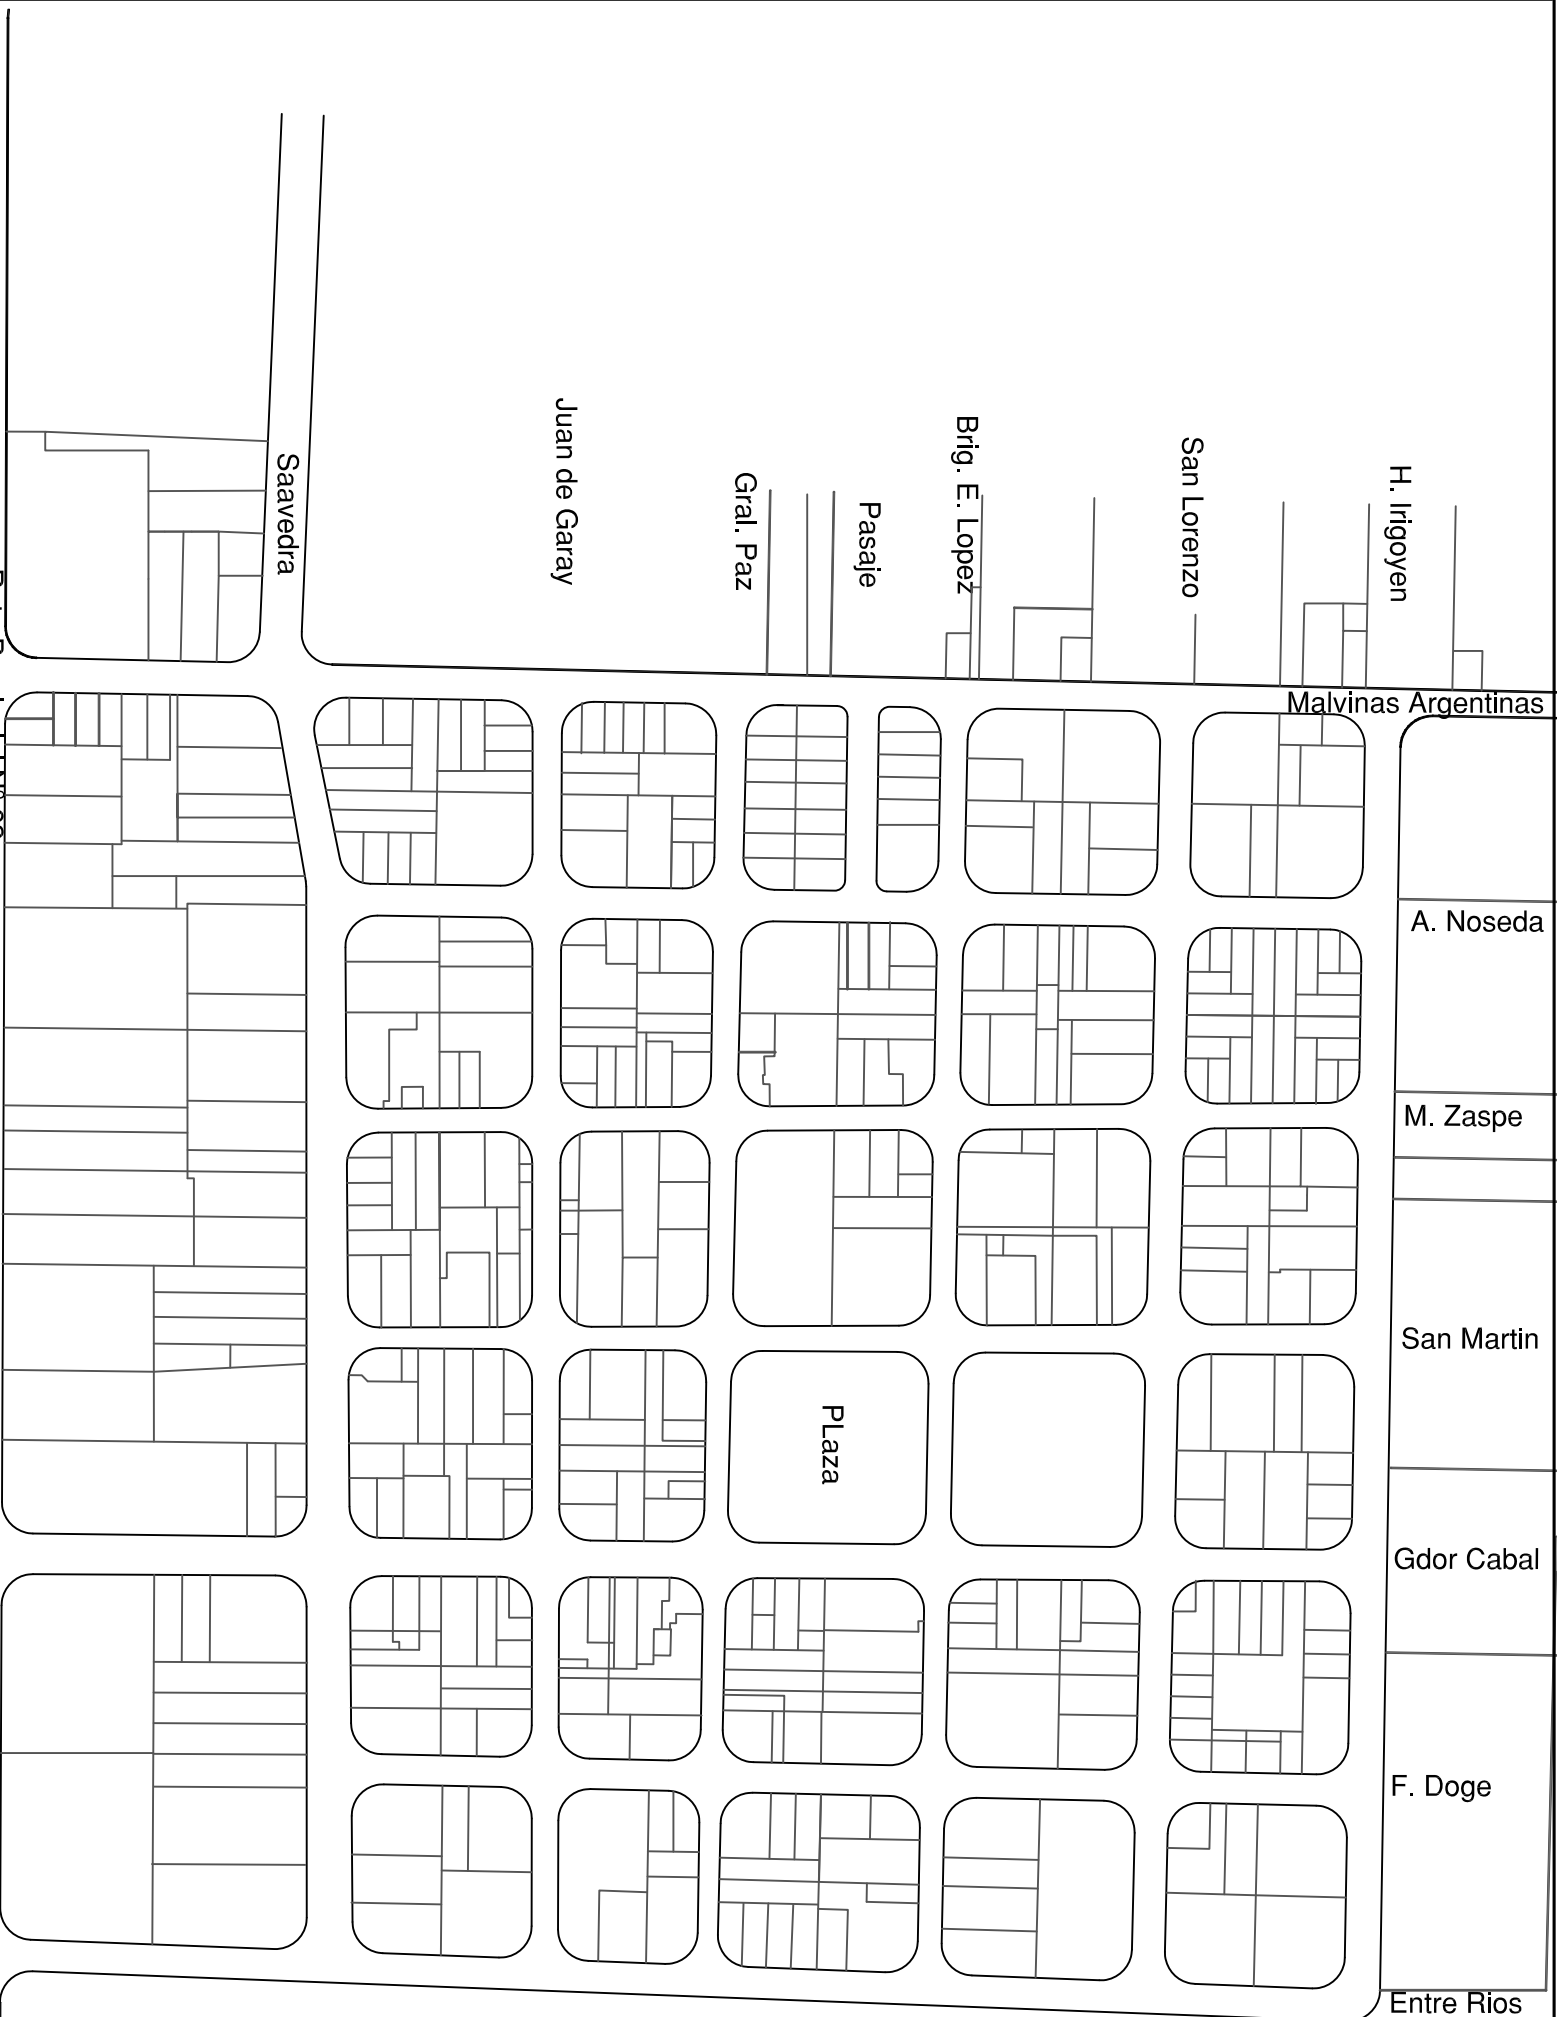 Saavedra
Juan de Garay
Gral. Paz
Pasaje
Brig. E. Lopez
San Lorenzo
H. Irigoyen
Malvinas Argentinas
A. Noseda
M. Zaspe
San Martin
PLaza
Gdor Cabal
F. Doge
Entre Rios